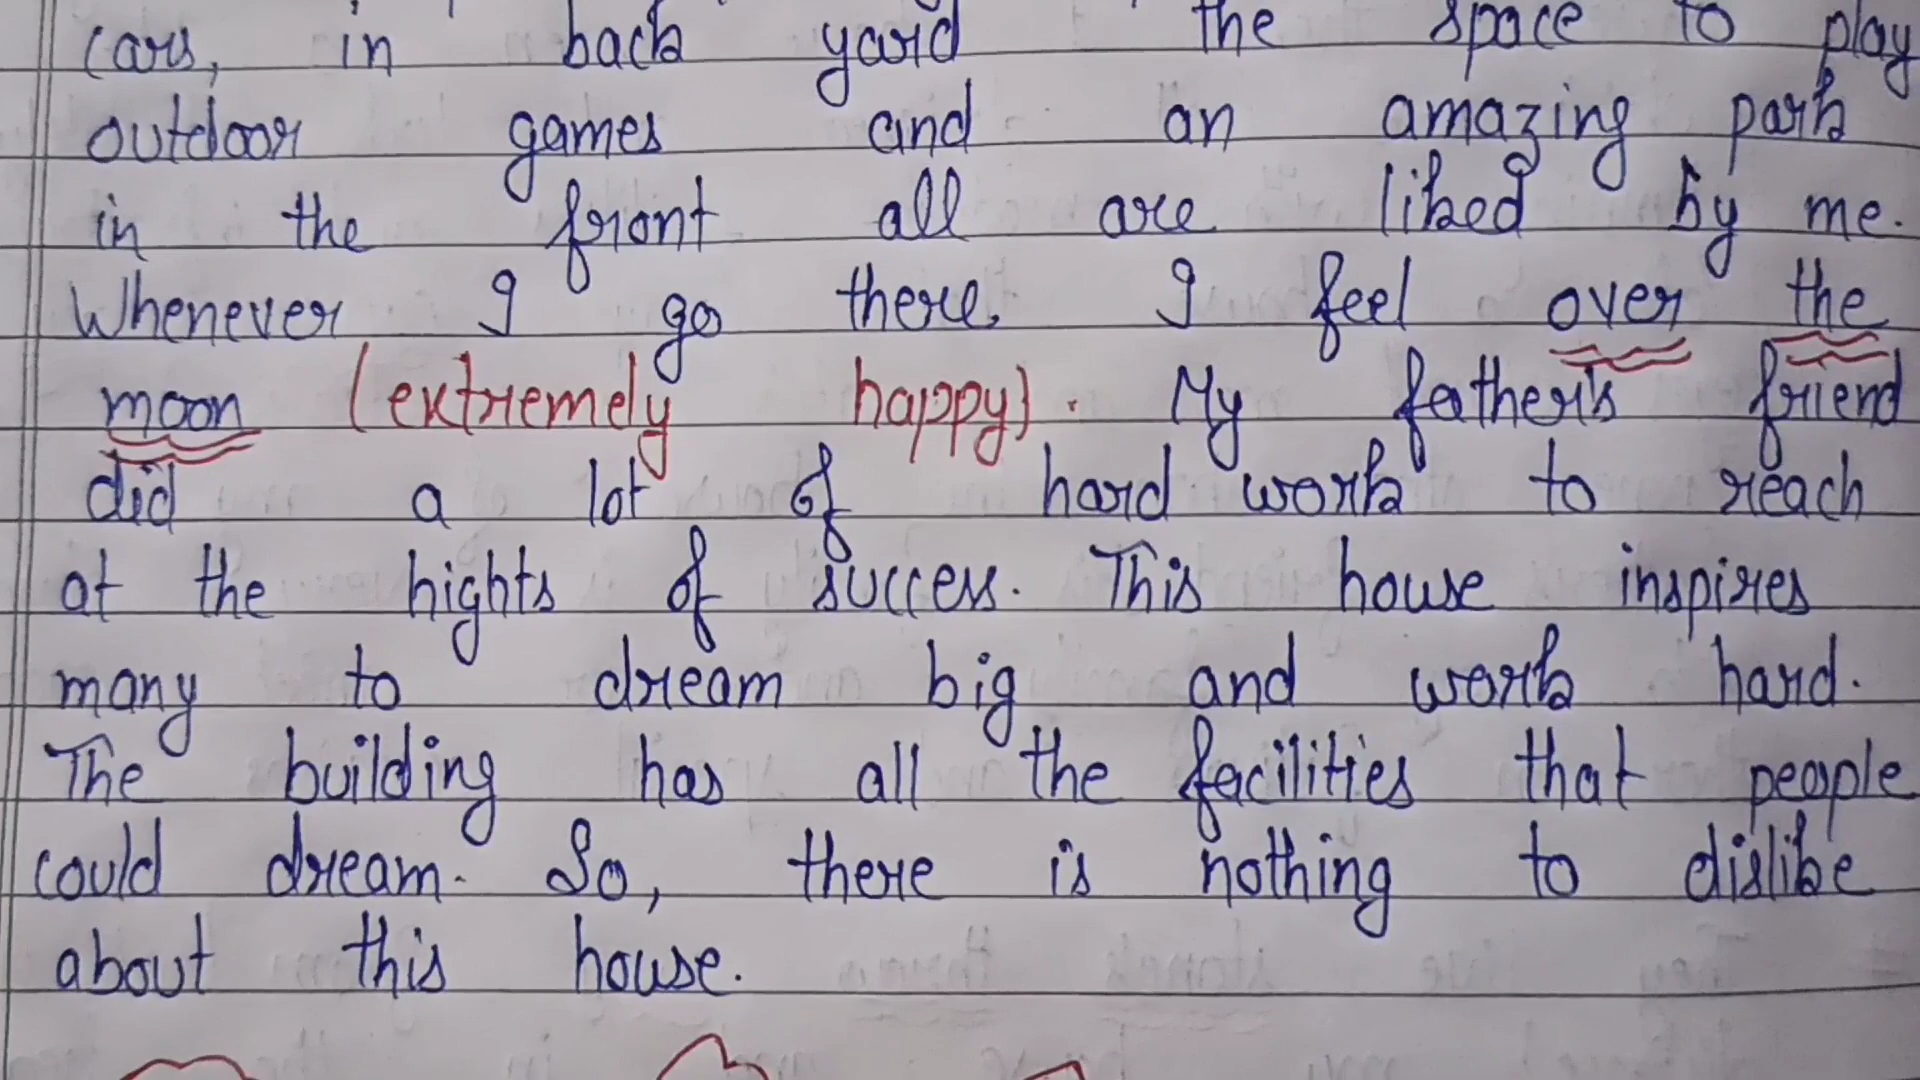 cars, in back yard the space to play
outdoor games and an amazing park
in the front all are liked by me.
Whenever I go there, I feel over the
moon (extremely happy). My father's friend
did a lot of hard work to reach
at the hights of success. This house inspires
many to dream big and work hard.
The building has all the facilities that people
could dream. So, there is nothing to dislike
about this house.